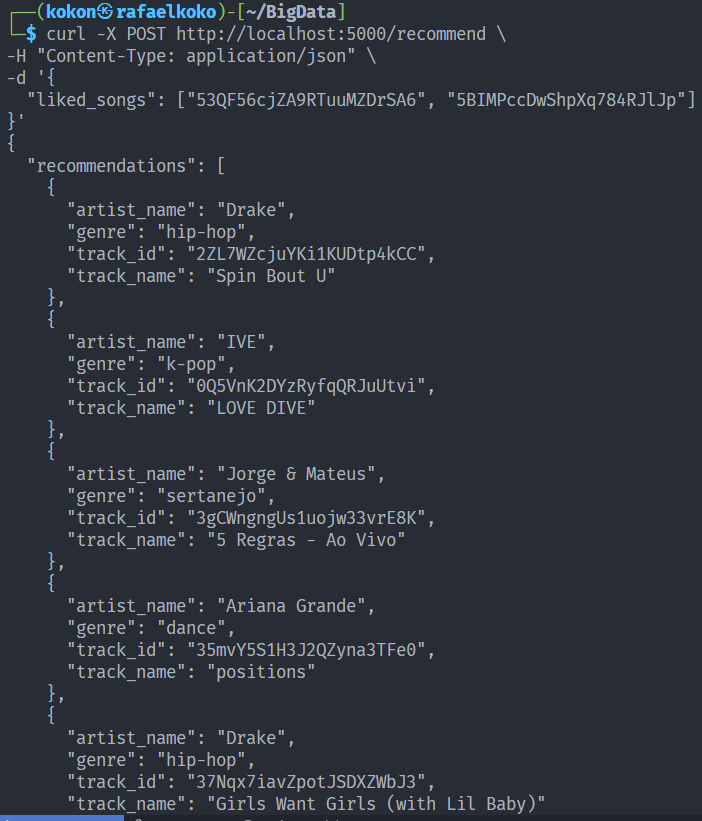 ┌──(kokon㉿rafaelkoko)-[~/BigData]
└─$ curl -X POST http://localhost:5000/recommend \
-H "Content-Type: application/json" \
-d '{
  "liked_songs": ["53QF56cjZA9RTuuMZDrSA6", "5BIMPccDwShpXq784RJlJp"]
}'
{
  "recommendations": [
    {
      "artist_name": "Drake",
      "genre": "hip-hop",
      "track_id": "2ZL7WZcjuYKi1KUDtp4kCC",
      "track_name": "Spin Bout U"
    },
    {
      "artist_name": "IVE",
      "genre": "k-pop",
      "track_id": "0Q5VnK2DYzRyfqQRJuUtvi",
      "track_name": "LOVE DIVE"
    },
    {
      "artist_name": "Jorge & Mateus",
      "genre": "sertanejo",
      "track_id": "3gCWngngUs1uojw33vrE8K",
      "track_name": "5 Regras - Ao Vivo"
    },
    {
      "artist_name": "Ariana Grande",
      "genre": "dance",
      "track_id": "35mvY5S1H3J2QZyna3TFe0",
      "track_name": "positions"
    },
    {
      "artist_name": "Drake",
      "genre": "hip-hop",
      "track_id": "37Nqx7iavZpotJSDXZWbJ3",
      "track_name": "Girls Want Girls (with Lil Baby)"